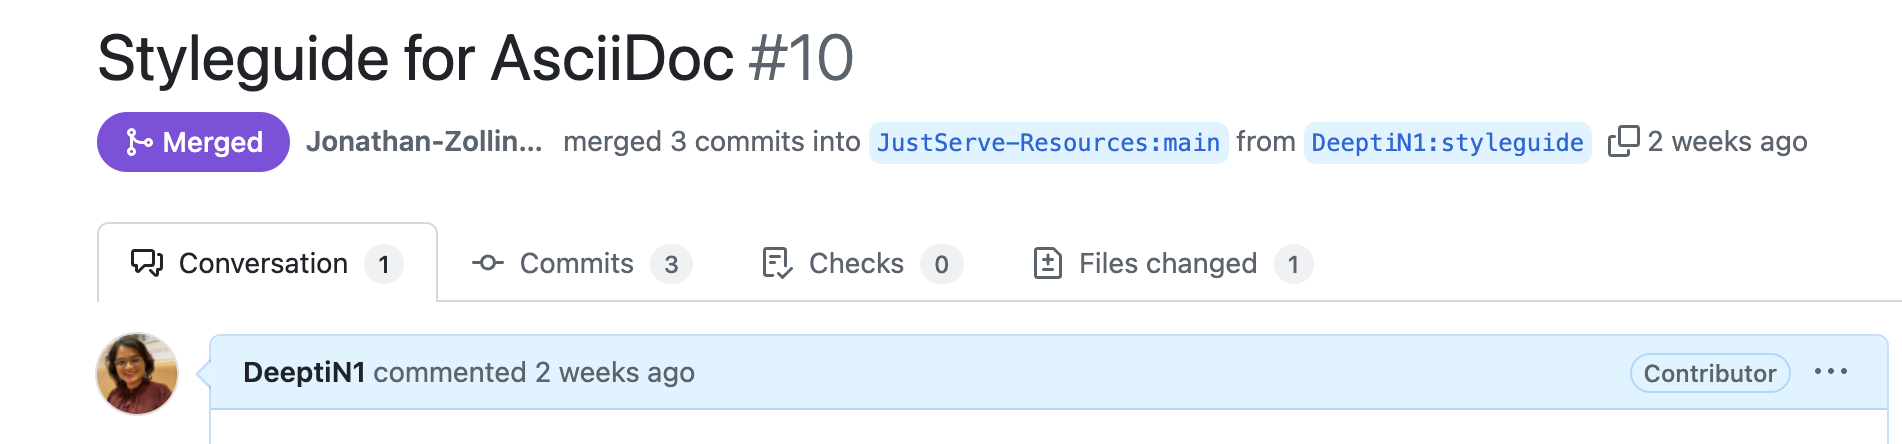 Styleguide for AsciiDoc #10
Merged Jonathan-Zollin... merged 3 commits into JustServe-Resources:main from DeeptiN1:styleguide 2 weeks ago
Conversation 1 Commits 3 Checks 0 Files changed 1
DeeptiN1 commented 2 weeks ago Contributor ...